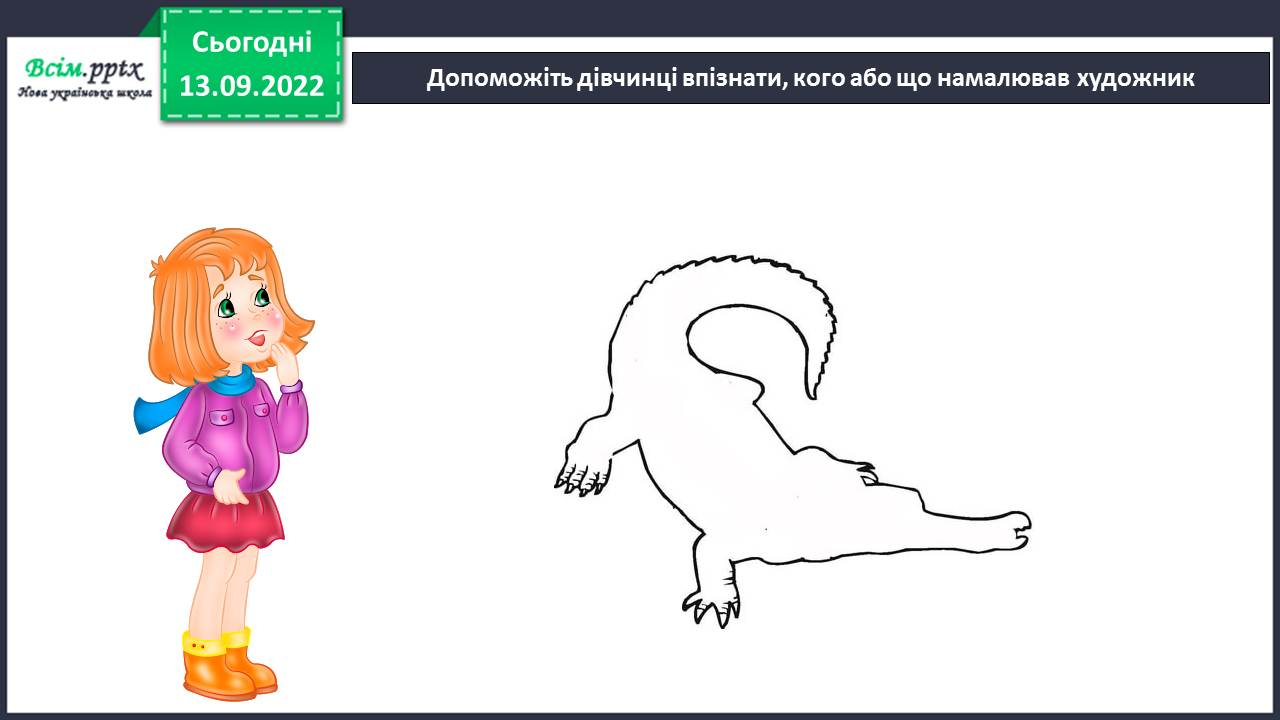 Всім.pptx
Нова українська школа
Сьогодні
13.09.2022
Допоможіть дівчинці впізнати, кого або що намалював художник